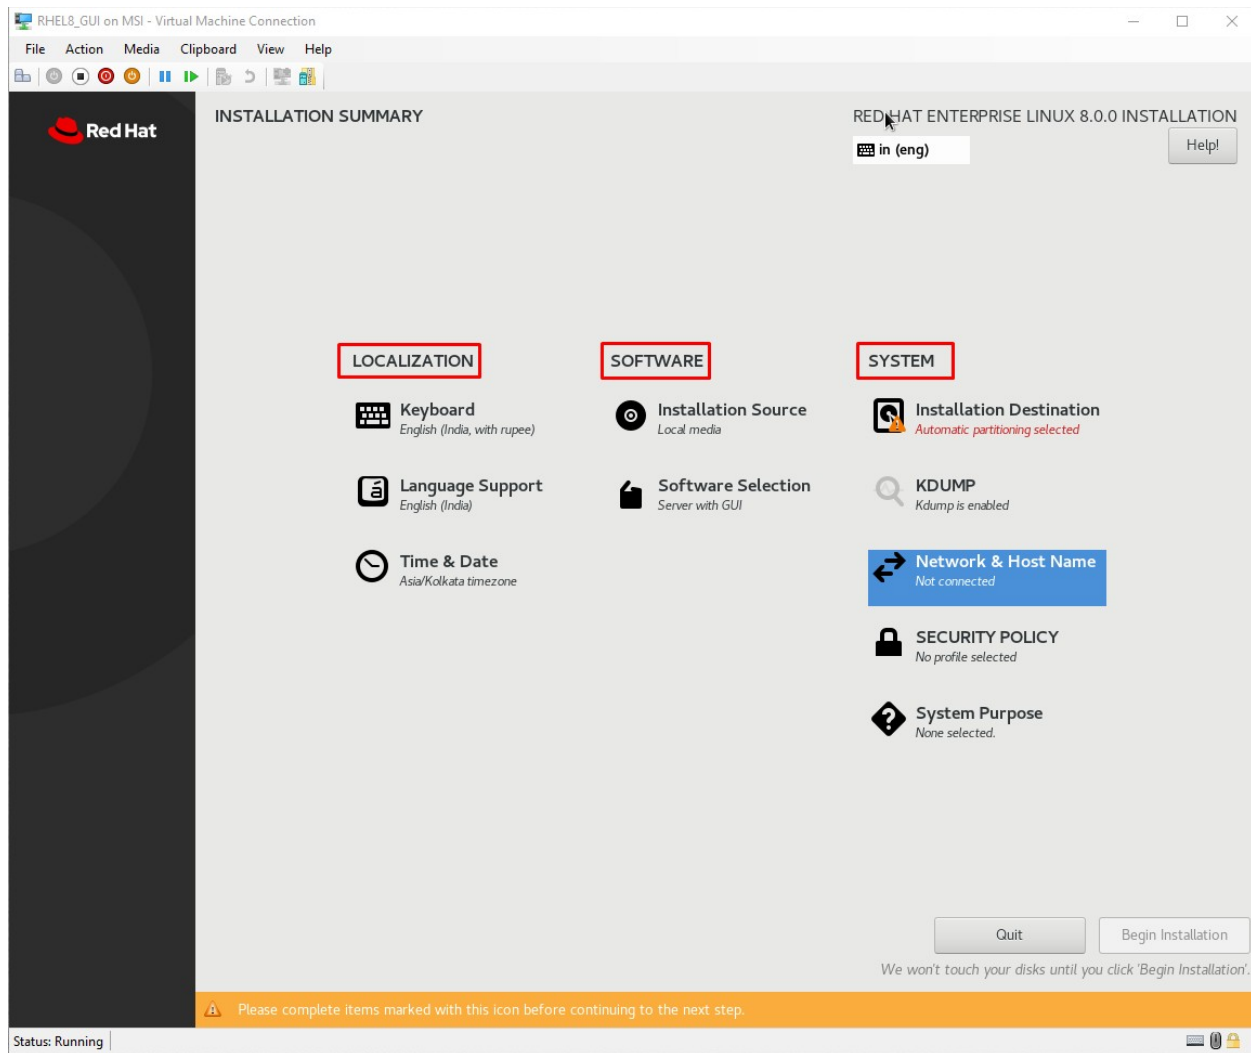 RHEL8_GUI on MSI - Virtual Machine Connection
File Action Media Clipboard View Help
Red Hat
INSTALLATION SUMMARY
RED HAT ENTERPRISE LINUX 8.0.0 INSTALLATION
in (eng)
Help!
LOCALIZATION
Keyboard
English (India, with rupee)
Language Support
English (India)
Time & Date
Asia/Kolkata timezone
SOFTWARE
Installation Source
Local media
Software Selection
Server with GUI
SYSTEM
Installation Destination
Automatic partitioning selected
KDUMP
Kdump is enabled
Network & Host Name
Not connected
SECURITY POLICY
No profile selected
System Purpose
None selected.
Quit
Begin Installation
We won't touch your disks until you click 'Begin Installation'.
Please complete items marked with this icon before continuing to the next step.
Status: Running